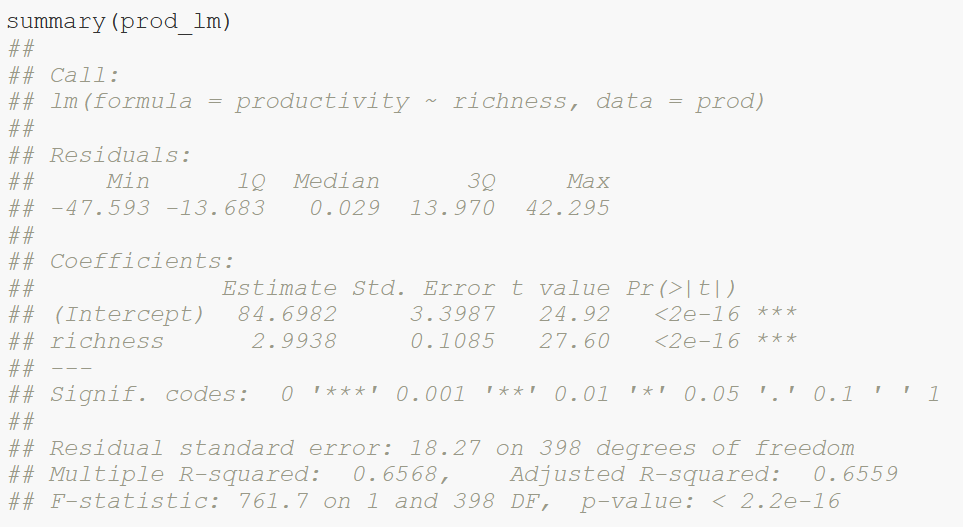 summary(prod_lm)
##
## Call:
## lm(formula = productivity ~ richness, data = prod)
##
## Residuals:
##     Min      1Q  Median      3Q     Max
## -47.593 -13.683   0.029  13.970  42.295
##
## Coefficients:
##             Estimate Std. Error t value Pr(>|t|)
## (Intercept)  84.6982     3.3987   24.92   <2e-16 ***
## richness      2.9938     0.1085   27.60   <2e-16 ***
## ---
## Signif. codes:  0 '***' 0.001 '**' 0.01 '*' 0.05 '.' 0.1 ' ' 1
##
## Residual standard error: 18.27 on 398 degrees of freedom
## Multiple R-squared:  0.6568,    Adjusted R-squared:  0.6559
## F-statistic: 761.7 on 1 and 398 DF,  p-value: < 2.2e-16